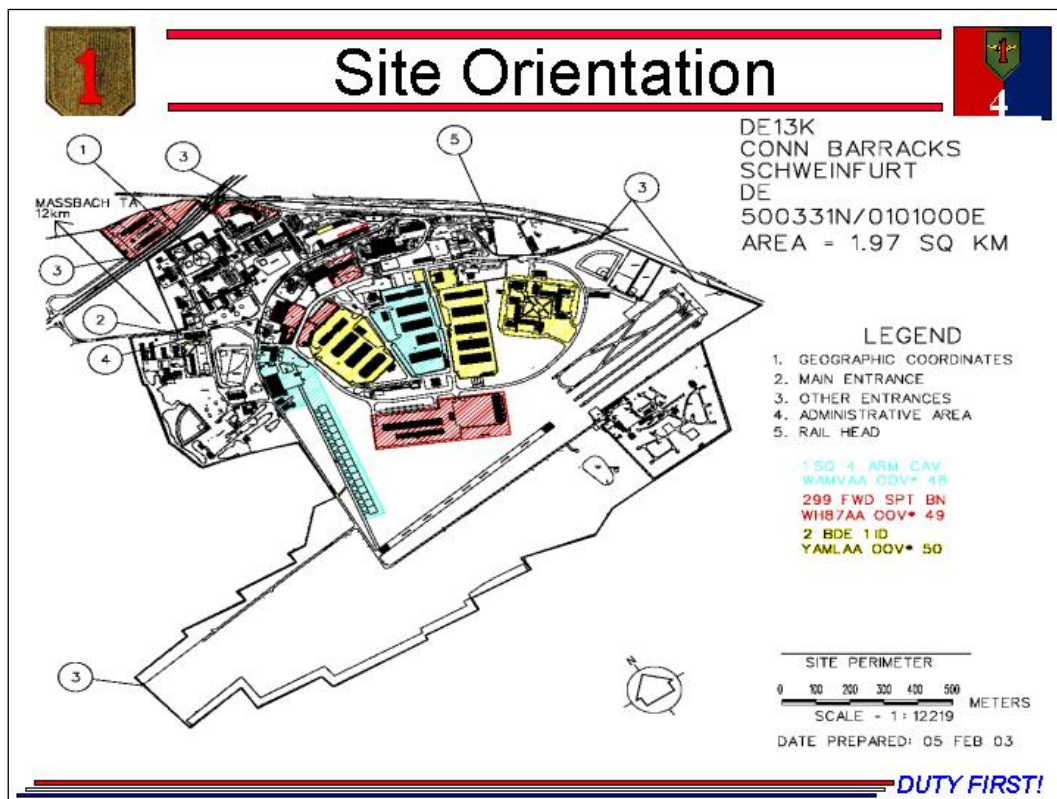 1
Site Orientation
1
4
DE13K
CONN BARRACKS
SCHWEINFURT
DE
500331N/0101000E
AREA = 1.97 SQ KM
1
3
5
3
MASSBACH TA
12km
3
2
4
3
N
LEGEND
1. GEOGRAPHIC COORDINATES
2. MAIN ENTRANCE
3. OTHER ENTRANCES
4. ADMINISTRATIVE AREA
5. RAIL HEAD
1 SQ 4 ARM CAV
WAMVAA OOV* 48
299 FWD SPT BN
WH87AA OOV* 49
2 BDE 1ID
YAMLAA OOV* 50
SITE PERIMETER
0 100 200 300 400 500
METERS
SCALE - 1:12219
DATE PREPARED: 05 FEB 03
DUTY FIRST!